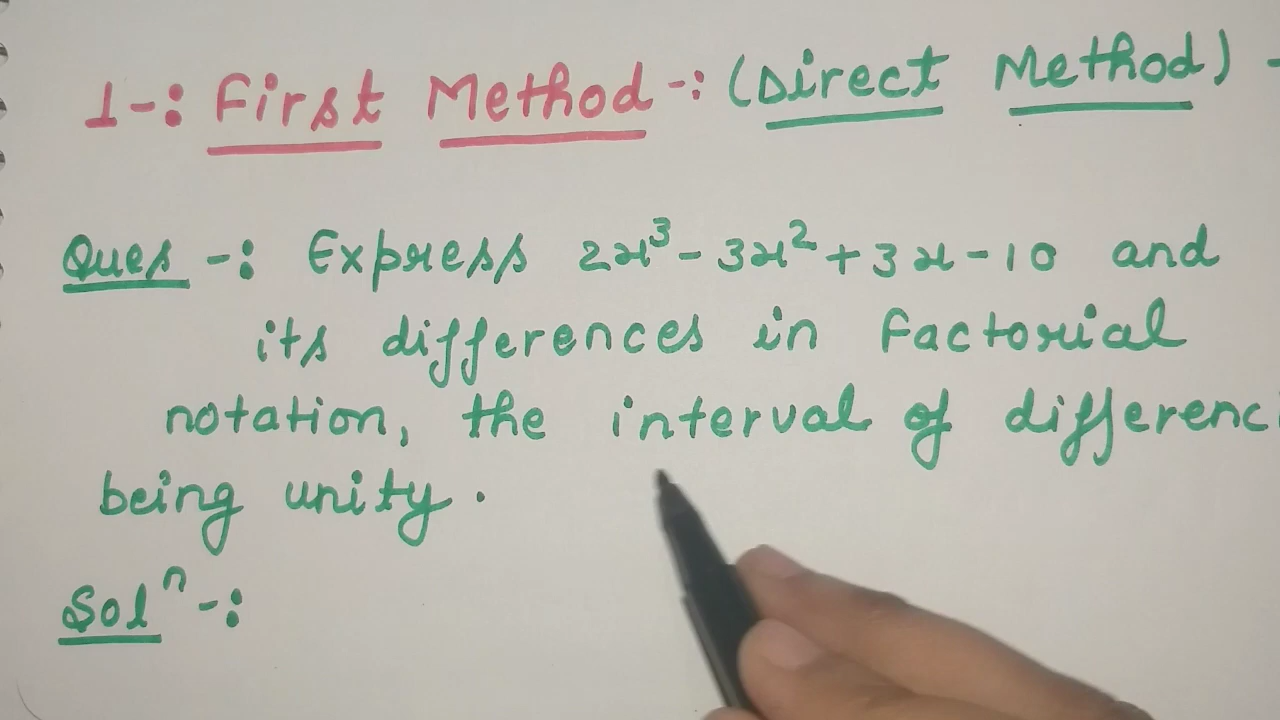 1-: First Method -: (Direct Method) -
Ques -: Express 2x³ - 3x² + 3x - 10 and
its differences in factorial
notation, the interval of differenci
being unity.
Solⁿ -: